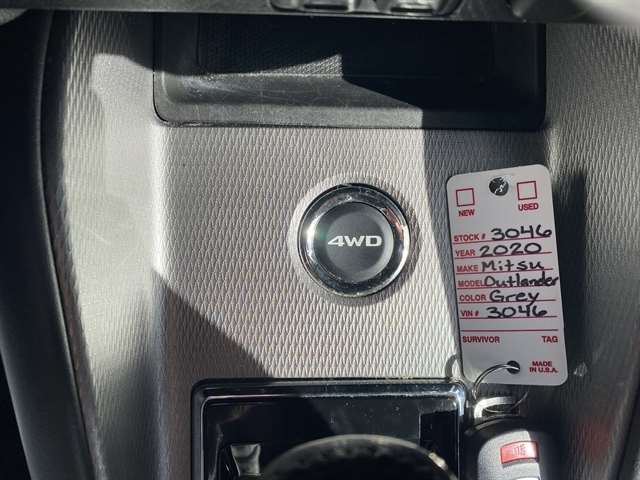 4WD
NEW USED
STOCK # 3046
YEAR 2020
MAKE Mitsu
MODEL Outlander
COLOR Grey
VIN # 3046
SURVIVOR TAG
MADE IN U.S.A.